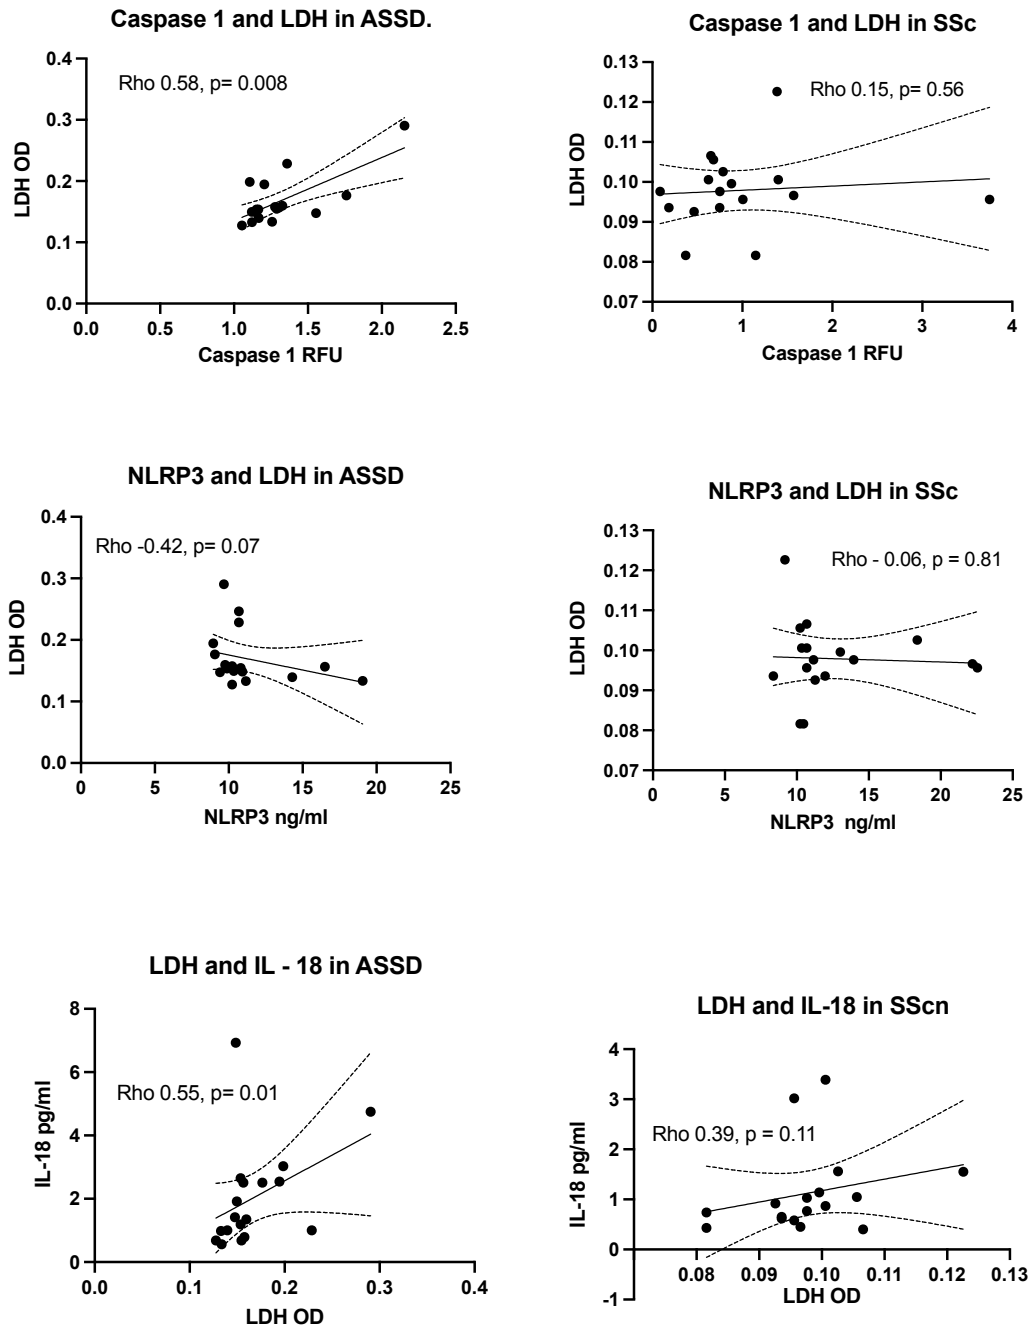 Caspase 1 and LDH in ASSD.
0.4
Rho 0.58, p= 0.008
0.3
LDH OD
0.2
0.1
0.0
0.0 1.0 1.5 2.0 2.5
Caspase 1 RFU
Caspase 1 and LDH in SSc
0.13
Rho 0.15, p= 0.56
0.12
0.11
LDH OD
0.10
0.09
0.08
0.07
0 1 2 3 4
Caspase 1 RFU
NLRP3 and LDH in ASSD
0.4
Rho -0.42, p= 0.07
0.3
LDH OD
0.2
0.1
0.0
0 5 10 15 20 25
NLRP3 ng/ml
NLRP3 and LDH in SSc
0.13
Rho - 0.06, p = 0.81
0.12
0.11
LDH OD
0.10
0.09
0.08
0.07
0 5 10 15 20 25
NLRP3 ng/ml
LDH and IL - 18 in ASSD
8
6
Rho 0.55, p= 0.01
IL-18 pg/ml
4
2
0
0.0 0.1 0.2 0.3 0.4
LDH OD
LDH and IL-18 in SScn
4
3
Rho 0.39, p = 0.11
IL-18 pg/ml
2
1
0
-1
0.08 0.09 0.10 0.11 0.12 0.13
LDH OD